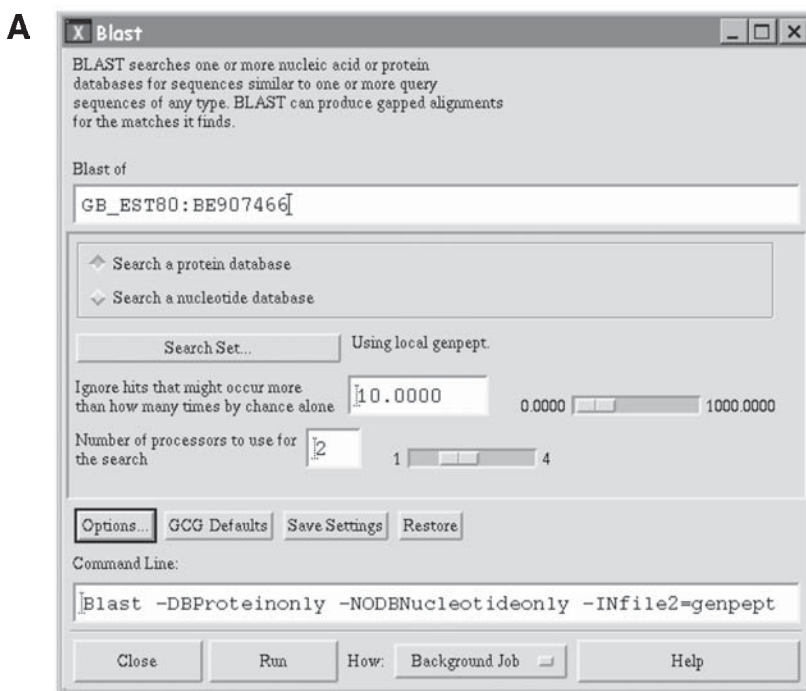 A
X Blast
BLAST searches one or more nucleic acid or protein
databases for sequences similar to one or more query
sequences of any type. BLAST can produce gapped alignments
for the matches it finds.
Blast of
GB_EST80:BE907466
Search a protein database
Search a nucleotide database
Search Set... Using local genpept.
Ignore hits that might occur more
than how many times by chance alone 10.0000 0.0000 1000.0000
Number of processors to use for
the search 2 1 4
Options... GCG Defaults Save Settings Restore
Command Line:
Blast -DBProteinonly -NODBNucleotideonly -INfile2=genpept
Close Run How: Background Job Help